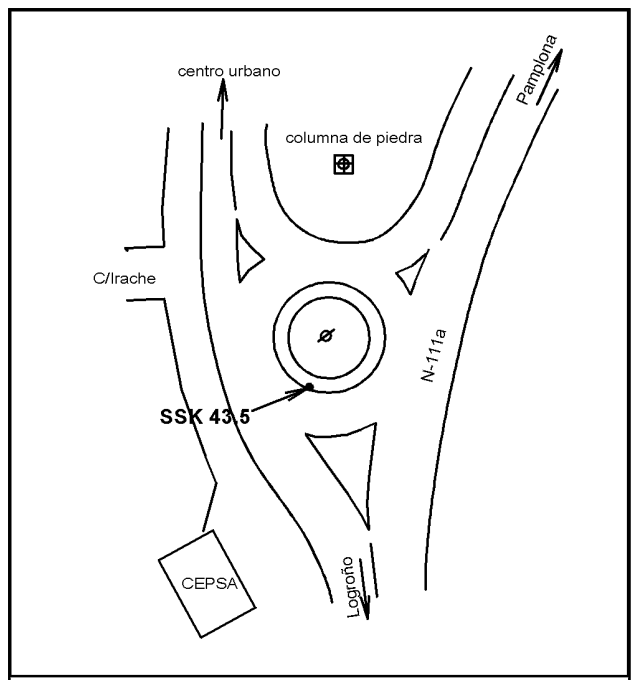 Pamplona
centro urbano
columna de piedra
C/Irache
N-111a
SSK 43.5
CEPSA
Logroño